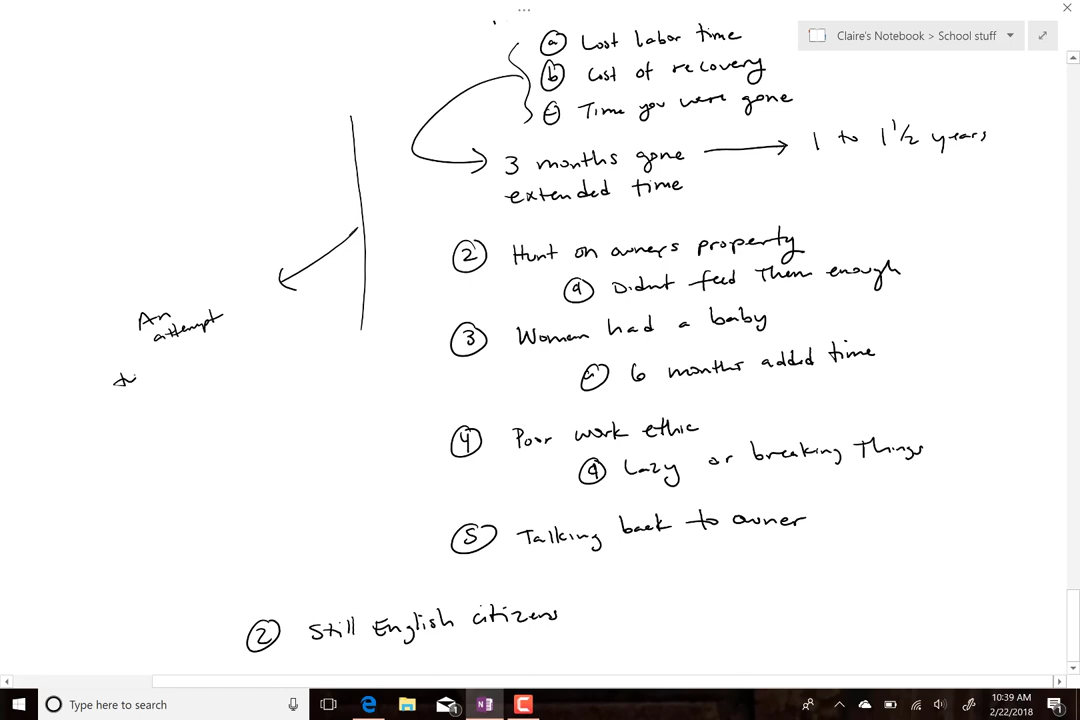 Claire's Notebook > School stuff
a Lost labor time
b Cost of recovery
c Time you were gone
3 months gone → 1 to 1 1/2 years
extended time
2 Hunt on owners property
a Didnt feed them enough
3 Woman had a baby
a 6 months added time
An
attempt
4 Poor work ethic
a Lazy or breaking Things
5 Talking back to owner
2 Still English citizens
Type here to search
10:39 AM
2/22/2018